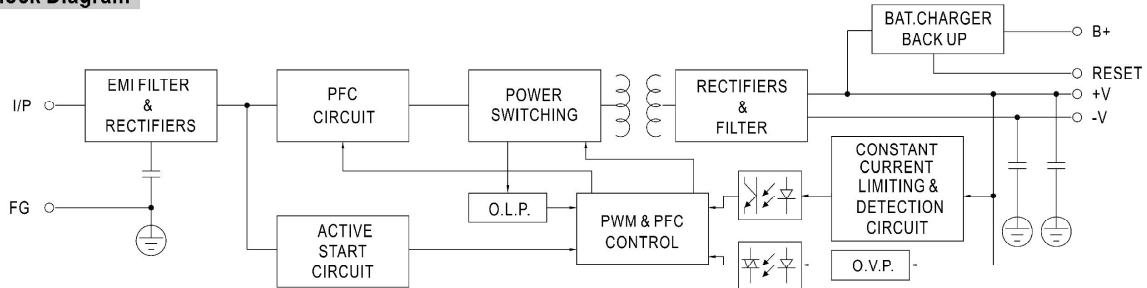 Block Diagram
BAT.CHARGER
BACK UP
B+
RESET
+V
-V
I/P
EMI FILTER
&
RECTIFIERS
PFC
CIRCUIT
POWER
SWITCHING
RECTIFIERS
&
FILTER
CONSTANT
CURRENT
LIMITING &
DETECTION
CIRCUIT
FG
O.L.P.
PWM & PFC
CONTROL
ACTIVE
START
CIRCUIT
O.V.P.